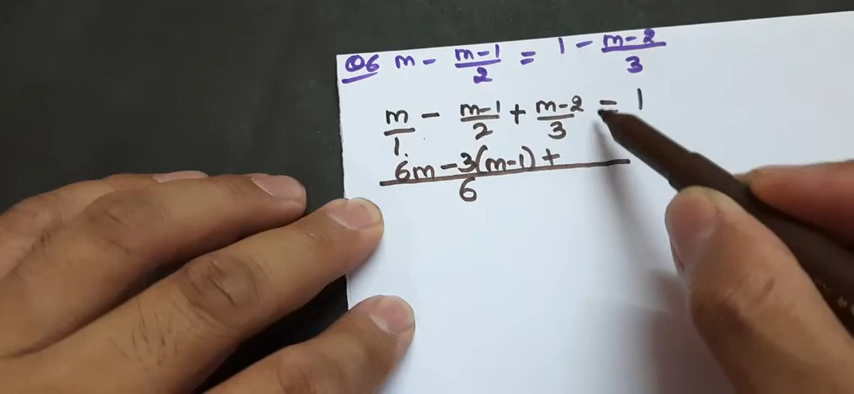 Q6 m - (m-1)/2 = 1 - (m-2)/3
m/1 - (m-1)/2 + (m-2)/3 = 1
(6m - 3(m-1) + )/6